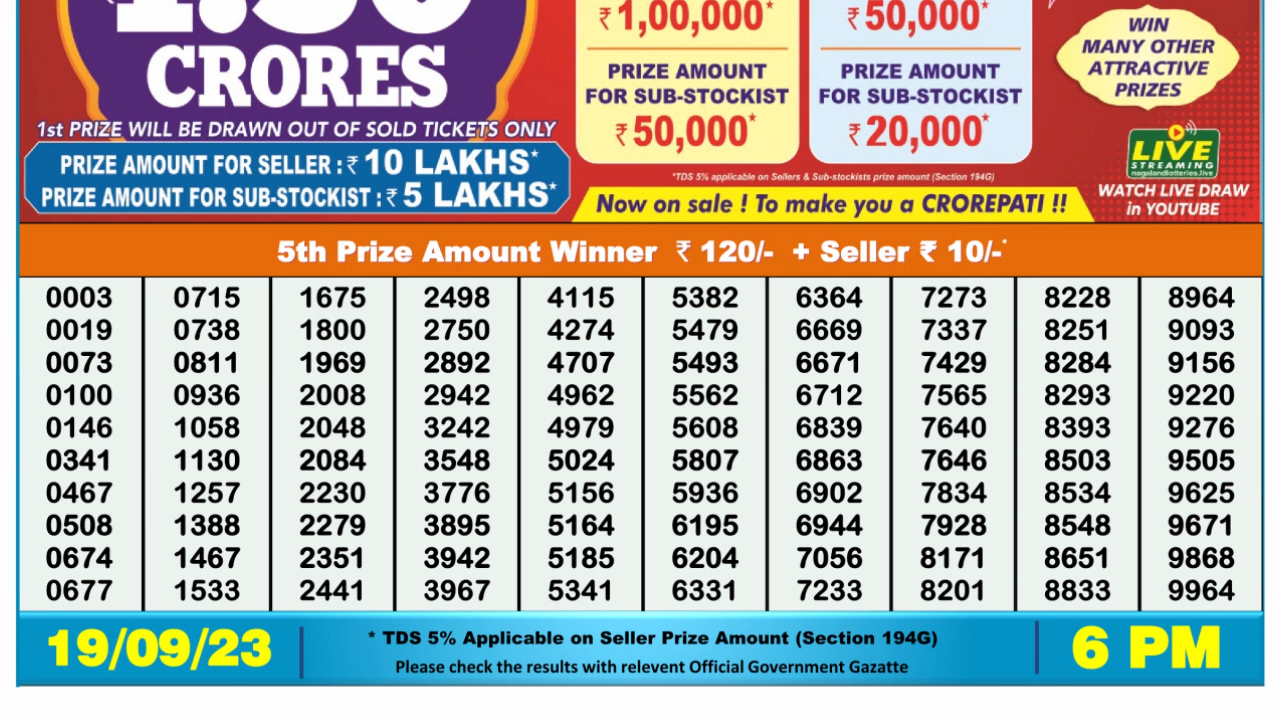 CRORES
1st PRIZE WILL BE DRAWN OUT OF SOLD TICKETS ONLY
PRIZE AMOUNT FOR SELLER : ₹ 10 LAKHS*
PRIZE AMOUNT FOR SUB-STOCKIST : ₹ 5 LAKHS*
₹ 1,00,000*
PRIZE AMOUNT
FOR SUB-STOCKIST
₹ 50,000*
₹ 50,000*
PRIZE AMOUNT
FOR SUB-STOCKIST
₹ 20,000*
WIN
MANY OTHER
ATTRACTIVE
PRIZES
LIVE
STREAMING
nagalandlotteries.live
WATCH LIVE DRAW
in YOUTUBE
*TDS 5% applicable on Sellers & Sub-stockists prize amount (Section 194G)
Now on sale ! To make you a CROREPATI !!
5th Prize Amount Winner ₹ 120/- + Seller ₹ 10/-*
0003 0715 1675 2498 4115 5382 6364 7273 8228 8964
0019 0738 1800 2750 4274 5479 6669 7337 8251 9093
0073 0811 1969 2892 4707 5493 6671 7429 8284 9156
0100 0936 2008 2942 4962 5562 6712 7565 8293 9220
0146 1058 2048 3242 4979 5608 6839 7640 8393 9276
0341 1130 2084 3548 5024 5807 6863 7646 8503 9505
0467 1257 2230 3776 5156 5936 6902 7834 8534 9625
0508 1388 2279 3895 5164 6195 6944 7928 8548 9671
0674 1467 2351 3942 5185 6204 7056 8171 8651 9868
0677 1533 2441 3967 5341 6331 7233 8201 8833 9964
19/09/23
* TDS 5% Applicable on Seller Prize Amount (Section 194G)
Please check the results with relevent Official Government Gazatte
6 PM